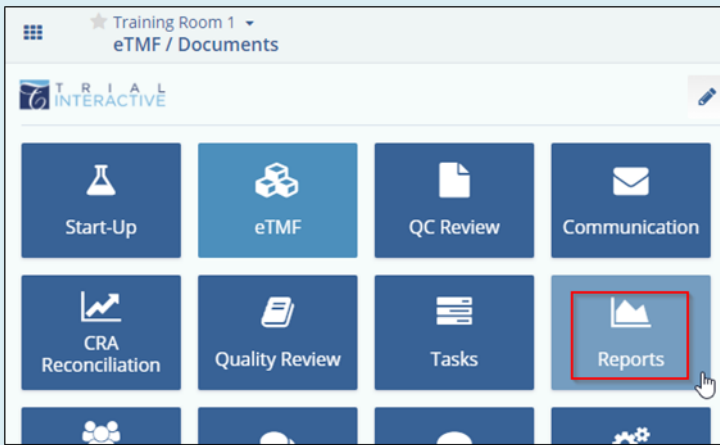 Training Room 1
eTMF / Documents
TRIAL
INTERACTIVE
Start-Up
eTMF
QC Review
Communication
CRA
Reconciliation
Quality Review
Tasks
Reports